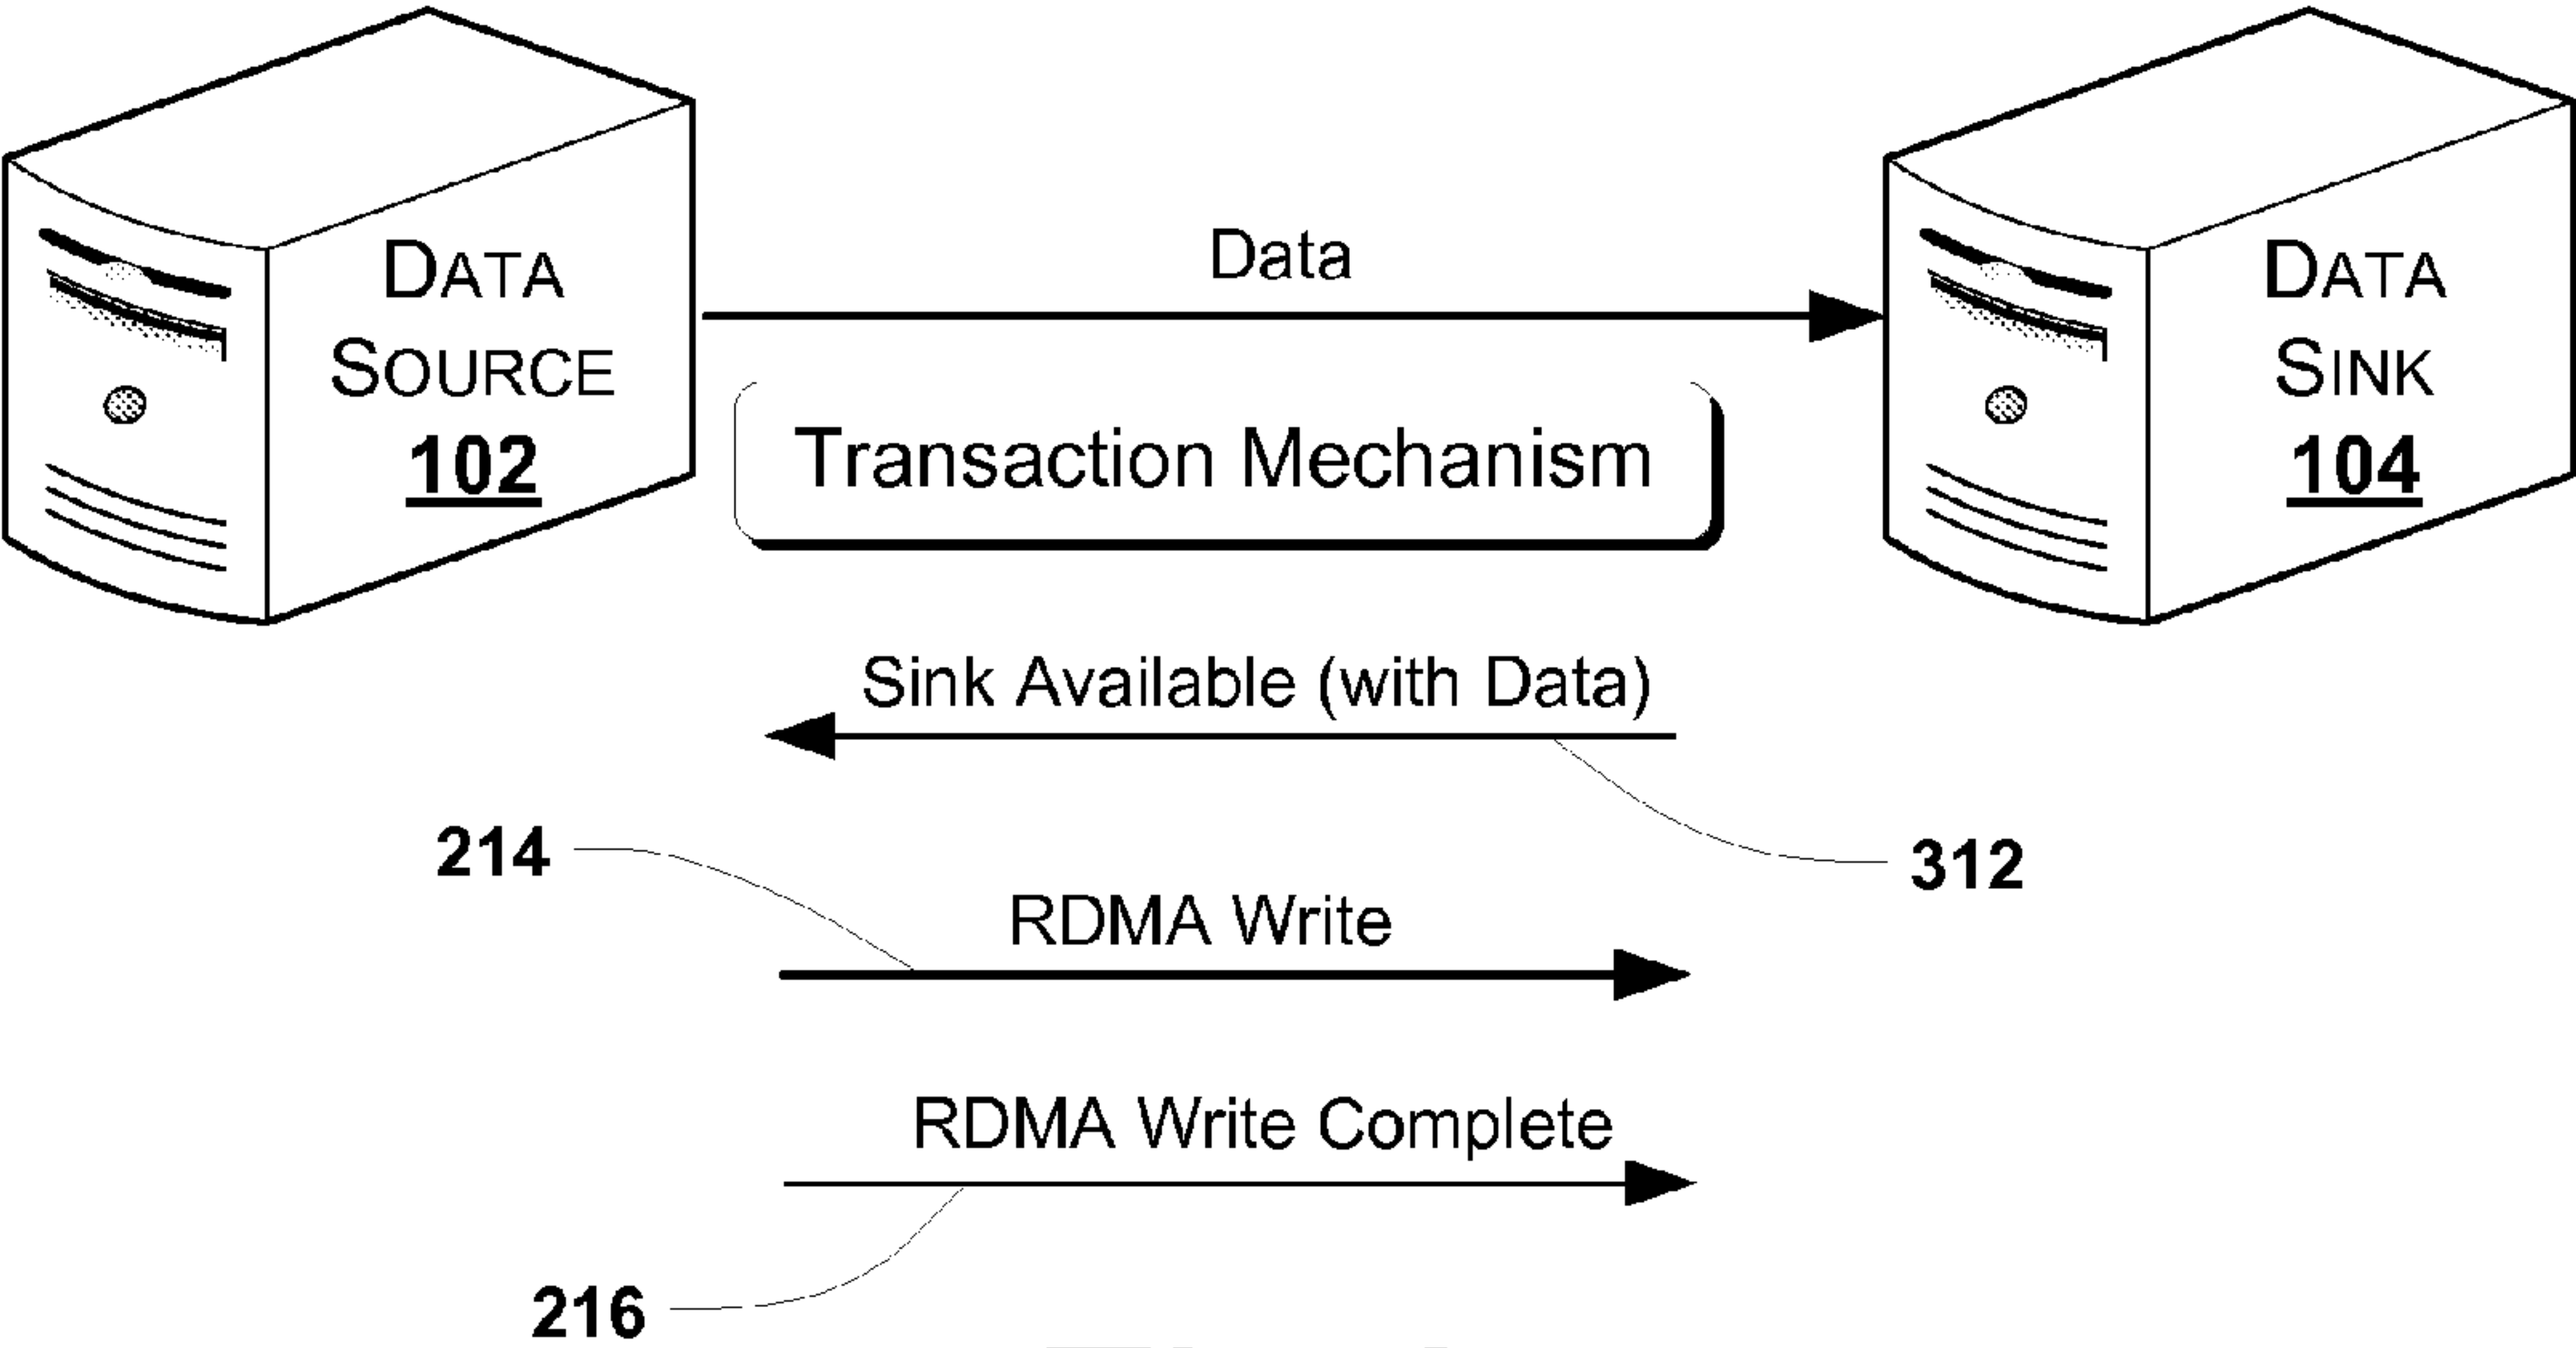 DATA
SOURCE
102
Data
DATA
SINK
104
Transaction Mechanism
Sink Available (with Data)
214
312
RDMA Write
RDMA Write Complete
216